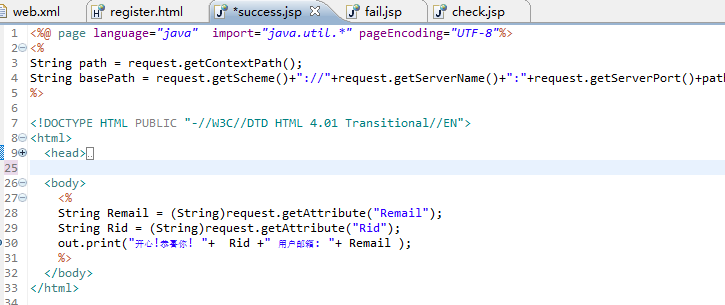 web.xml register.html *success.jsp fail.jsp check.jsp
1 <%@ page language="java" import="java.util.*" pageEncoding="UTF-8"%>
2 <%
3 String path = request.getContextPath();
4 String basePath = request.getScheme()+"://"+request.getServerName()+":"+request.getServerPort()+path
5 %>
6
7 <!DOCTYPE HTML PUBLIC "-//W3C//DTD HTML 4.01 Transitional//EN">
8 <html>
9 <head>
25
26 <body>
27 <%
28 String Remail = (String)request.getAttribute("Remail");
29 String Rid = (String)request.getAttribute("Rid");
30 out.print("开心!恭喜你! "+ Rid +" 用户邮箱: "+ Remail );
31 %>
32 </body>
33 </html>
34